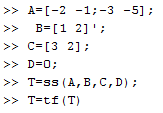 >> A=[-2 -1;-3 -5];
>> B=[1 2]';
>> C=[3 2];
>> D=0;
>> T=ss(A,B,C,D);
>> T=tf(T)